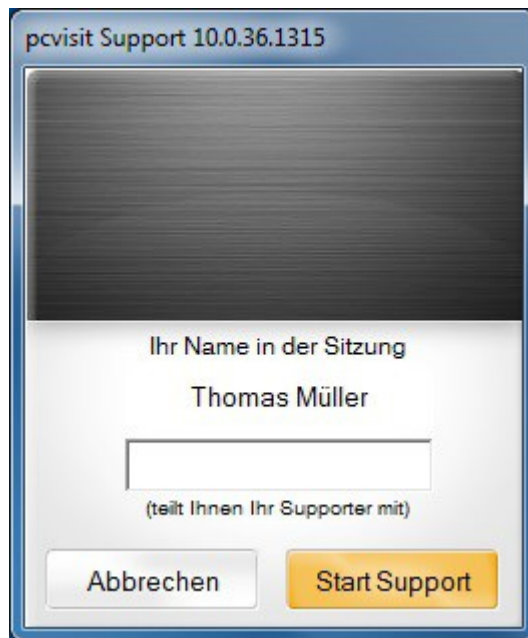 pcvisit Support 10.0.36.1315
Ihr Name in der Sitzung
Thomas Müller
(teilt Ihnen Ihr Supporter mit)
Abbrechen
Start Support